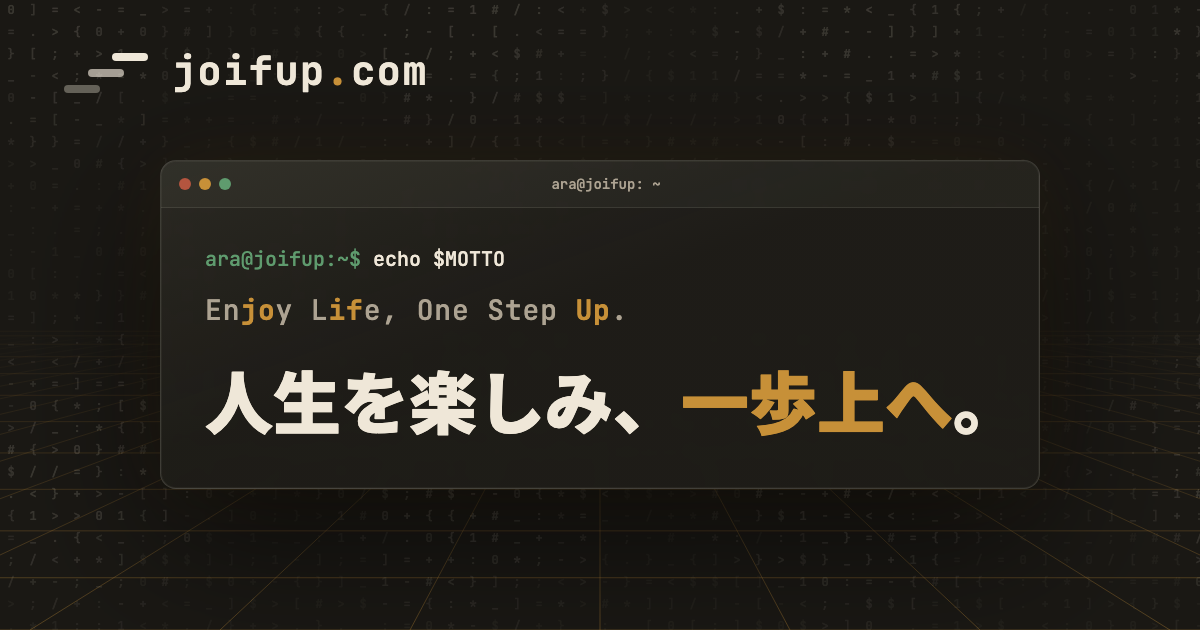 joifup.com
ara@joifup: ~
ara@joifup:~$ echo $MOTTO
Enjoy Life, One Step Up.
人生を楽しみ、一歩上へ。